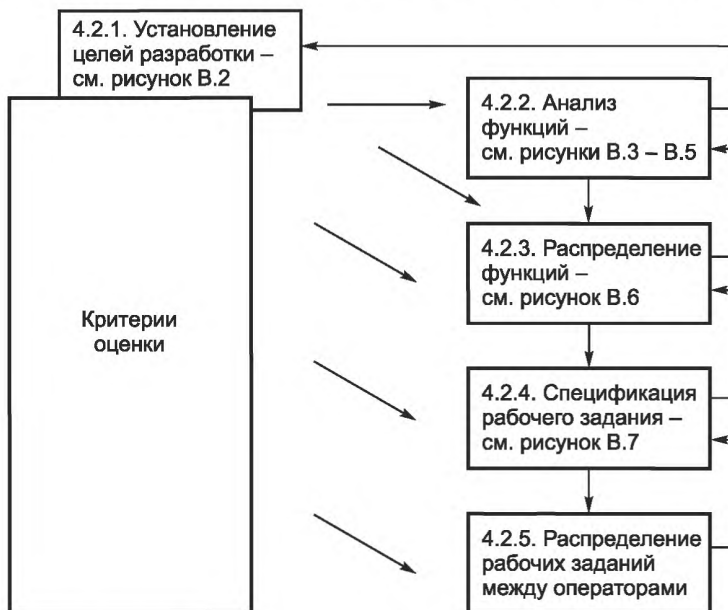 4.2.1. Установление
целей разработки –
см. рисунок В.2
4.2.2. Анализ
функций –
см. рисунки В.3 – В.5
4.2.3. Распределение
функций –
см. рисунок В.6
Критерии
оценки
4.2.4. Спецификация
рабочего задания –
см. рисунок В.7
4.2.5. Распределение
рабочих заданий
между операторами